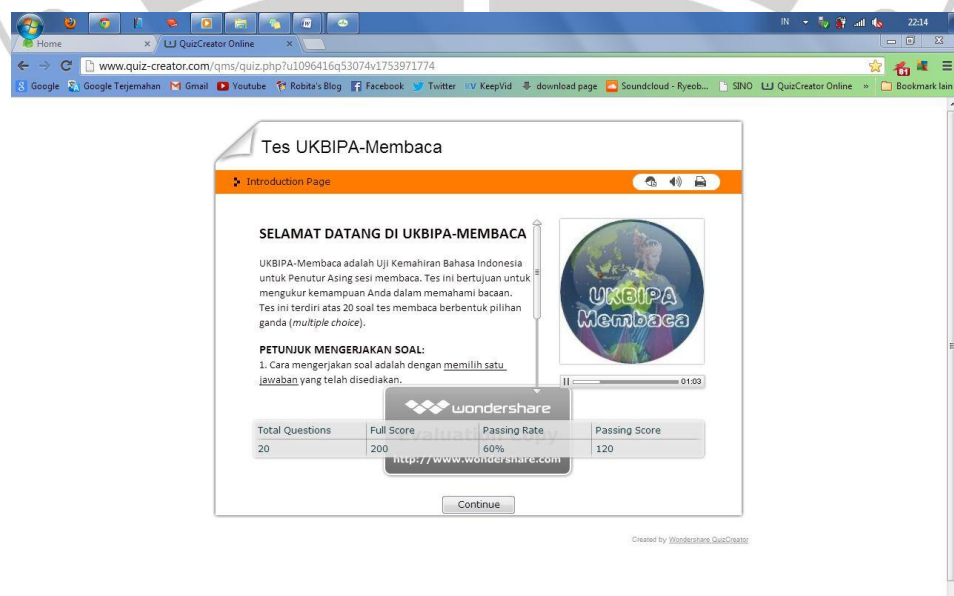 IN 22:14
Home QuizCreator Online
www.quiz-creator.com/qms/quiz.php?u1096416q53074v1753971774
Google Google Terjemahan Gmail Youtube Robita's Blog Facebook Twitter KeepVid download page Soundcloud - Ryeob... SINO QuizCreator Online » Bookmark lain
Tes UKBIPA-Membaca
Introduction Page
SELAMAT DATANG DI UKBIPA-MEMBACA
UKBIPA-Membaca adalah Uji Kemahiran Bahasa Indonesia
untuk Penutur Asing sesi membaca. Tes ini bertujuan untuk
mengukur kemampuan Anda dalam memahami bacaan.
Tes ini terdiri atas 20 soal tes membaca berbentuk pilihan
ganda (multiple choice).
PETUNJUK MENGERJAKAN SOAL:
1. Cara mengerjakan soal adalah dengan memilih satu
jawaban yang telah disediakan.
UKBIPA
Membaca
01:03
wondershare
Evaluation Copy
http://www.wondershare.com
Total Questions Full Score Passing Rate Passing Score
20 200 60% 120
Continue
Created by Wondershare QuizCreator